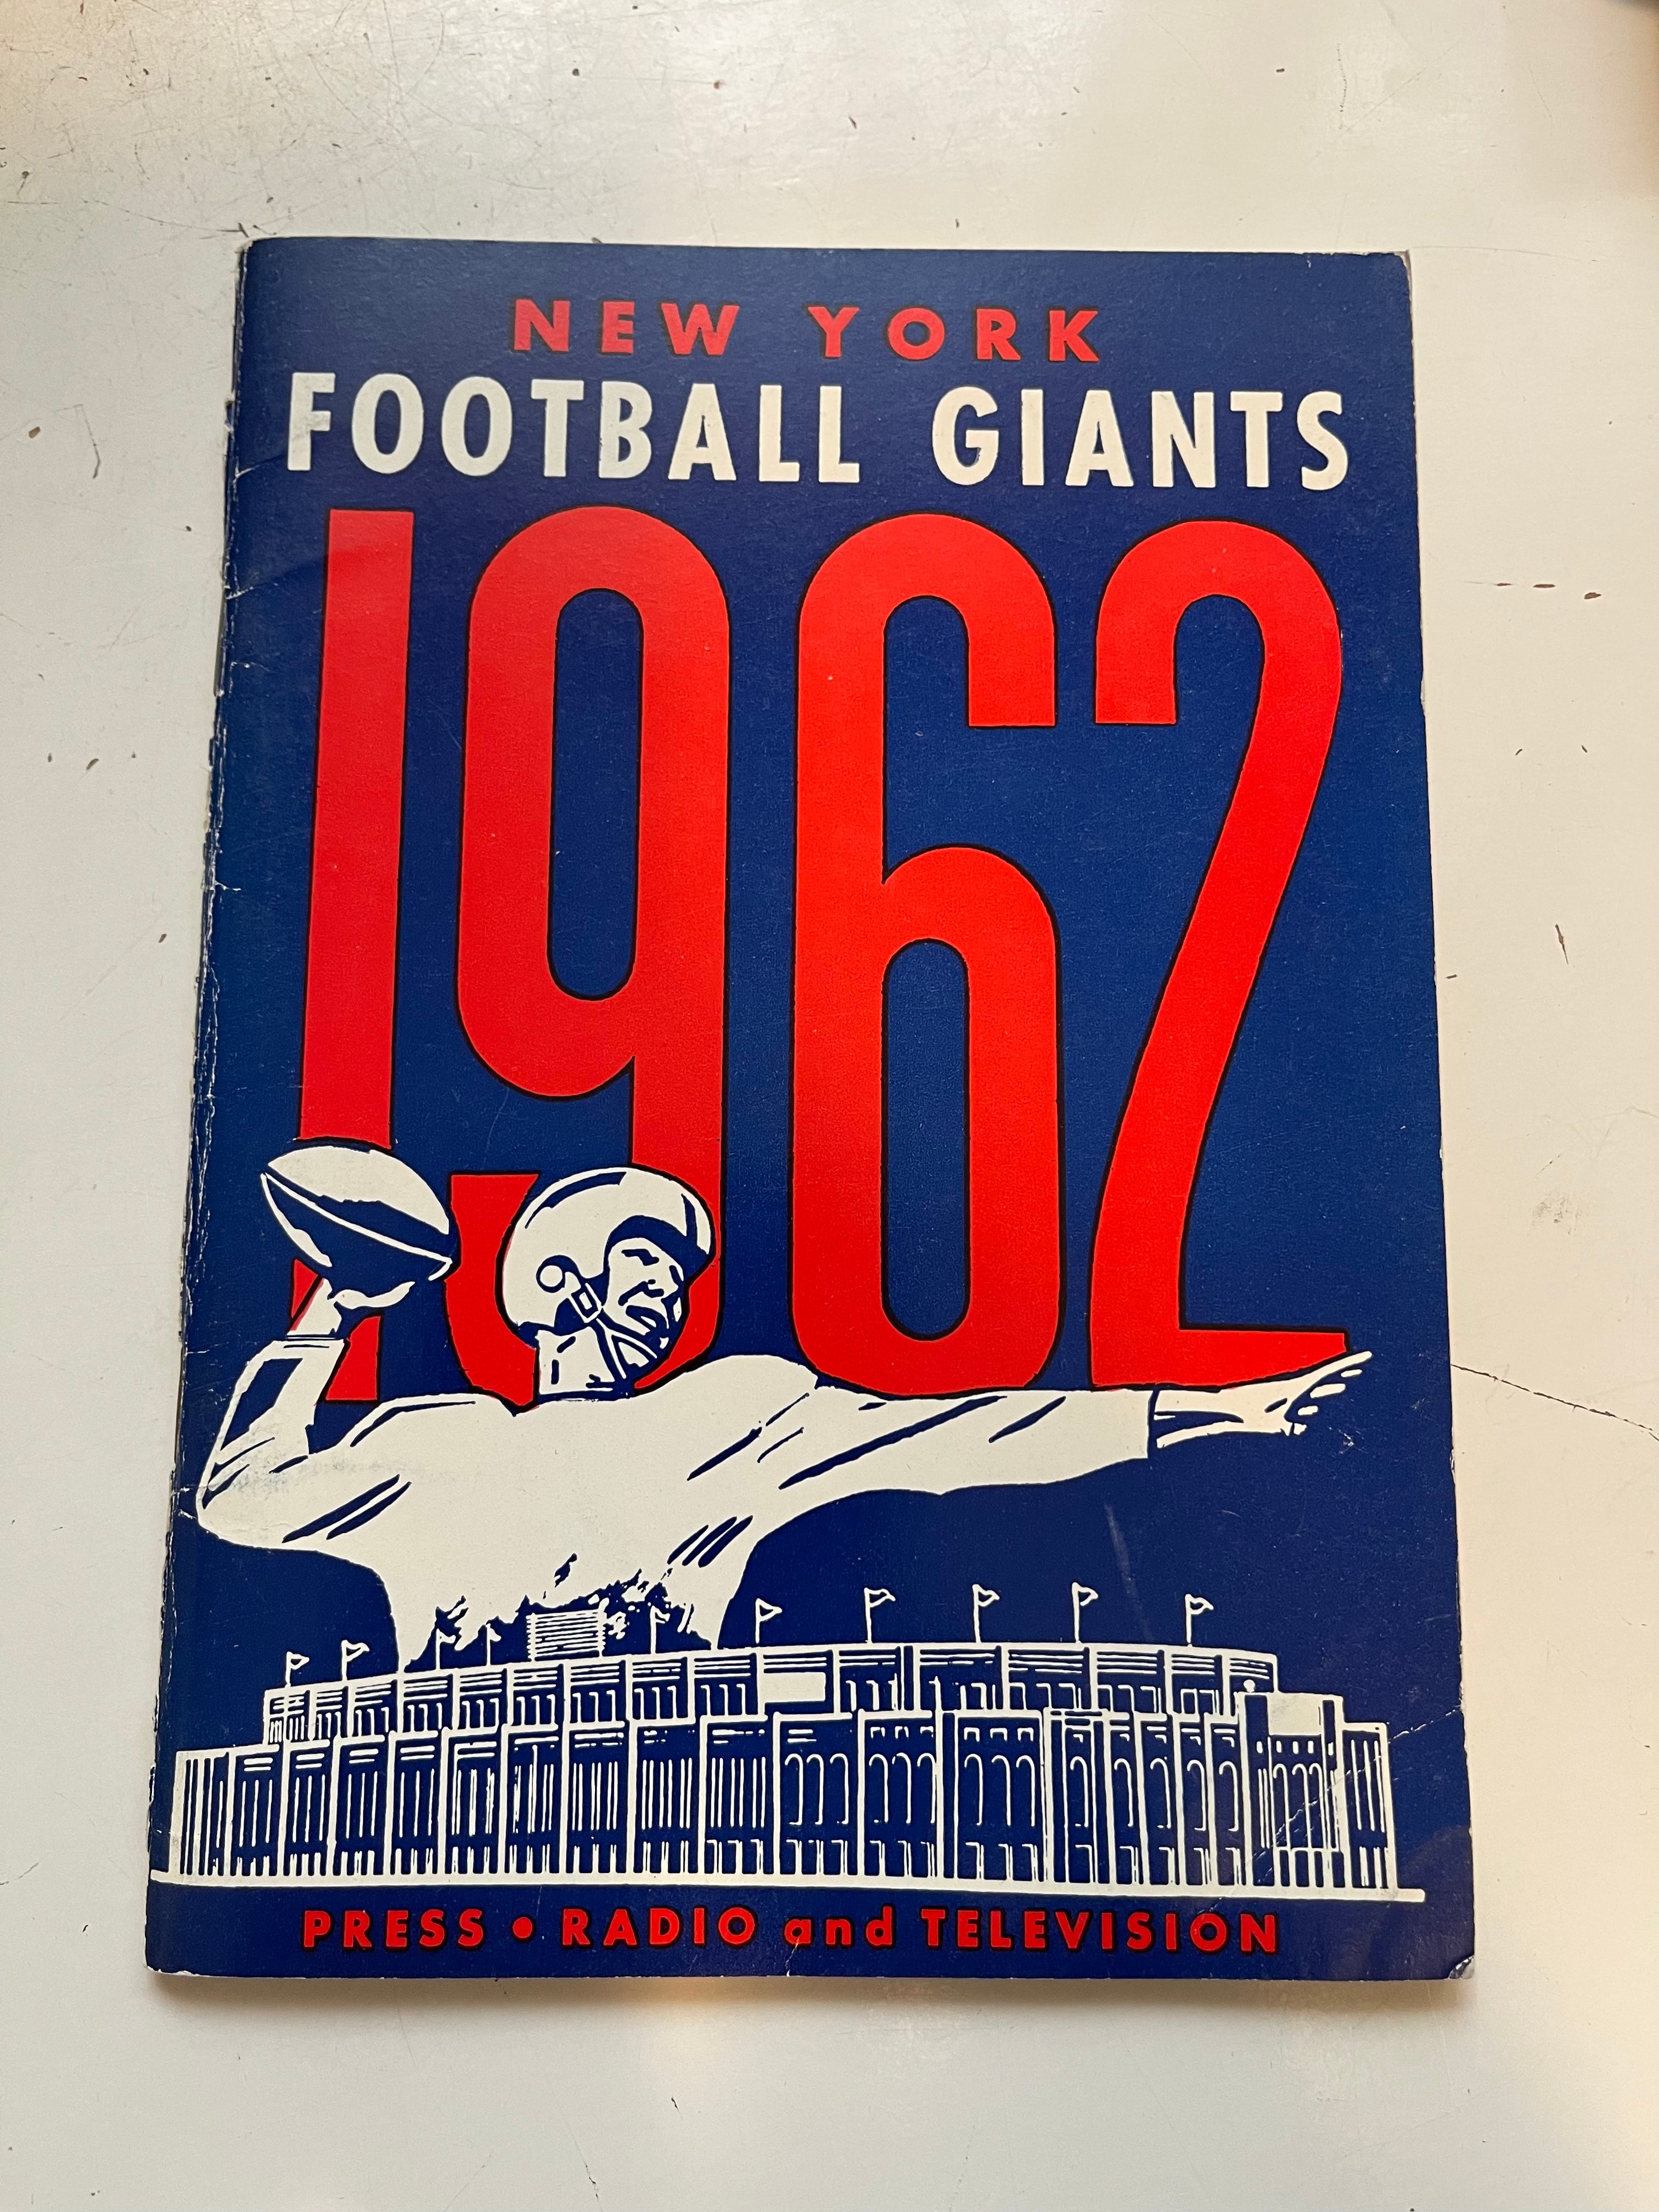 NEW YORK
FOOTBALL GIANTS
1962
PRESS • RADIO and TELEVISION